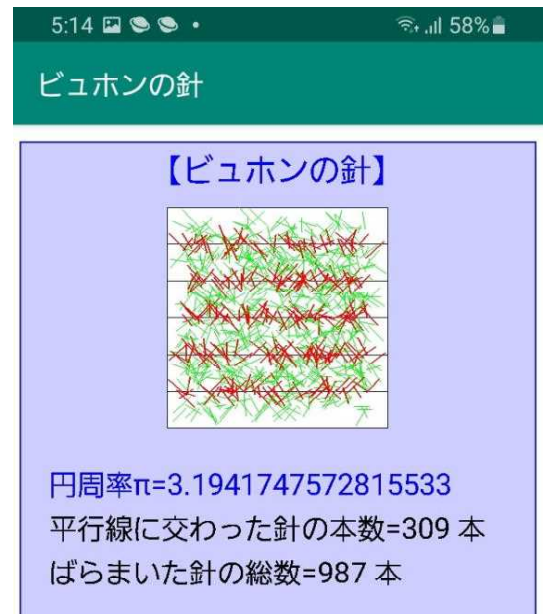 5:14 58%
ビュホンの針
【ビュホンの針】
円周率π=3.1941747572815533
平行線に交わった針の本数=309 本
ばらまいた針の総数=987 本